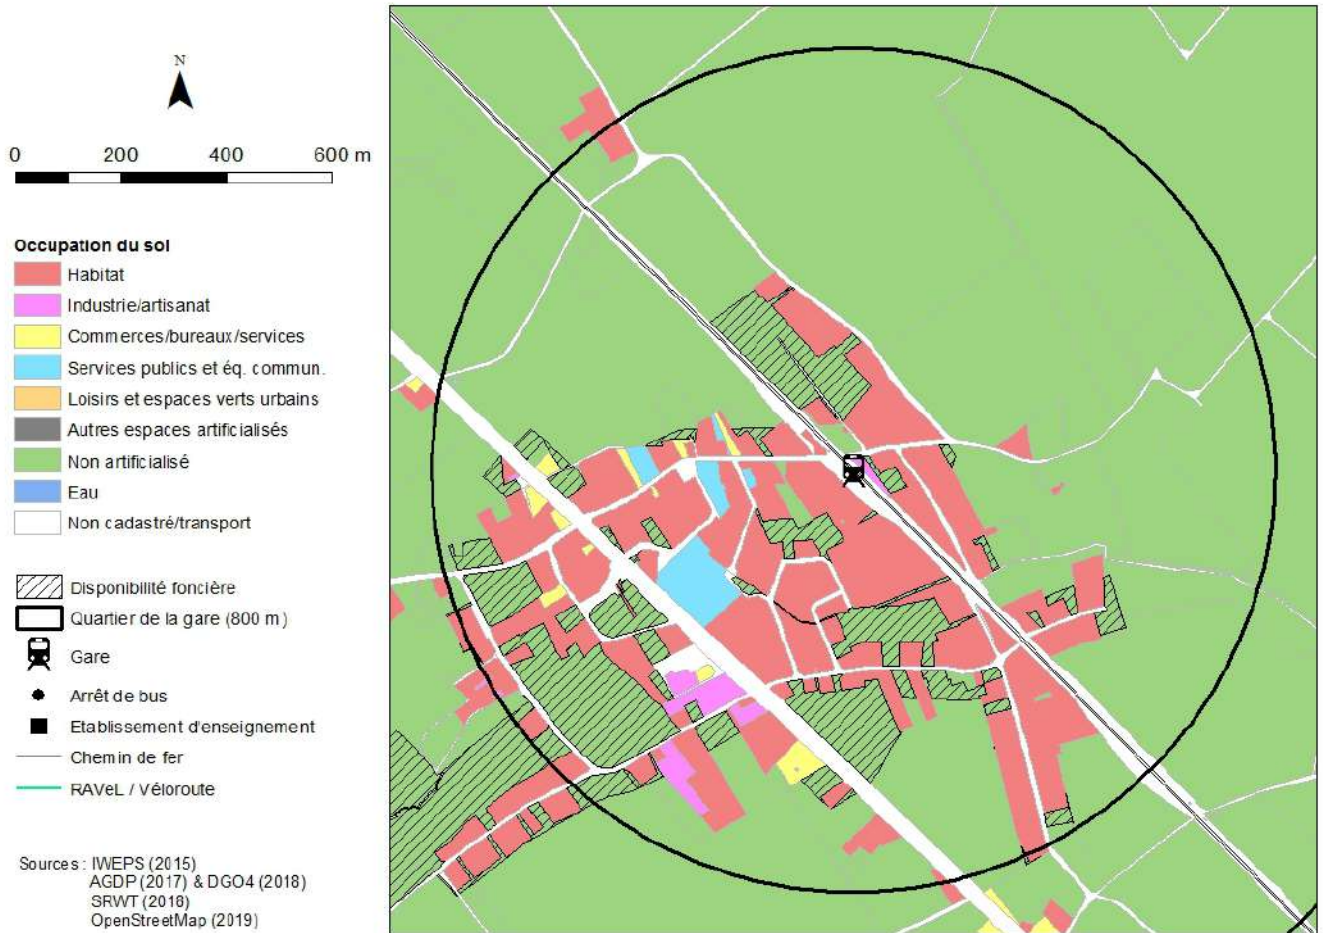 N
0 200 400 600 m
Occupation du sol
Habitat
Industrie/artisanat
Commerces/bureaux/services
Services publics et éq. commun.
Loisirs et espaces verts urbains
Autres espaces artificialisés
Non artificialisé
Eau
Non cadastré/transport
Disponibilité foncière
Quartier de la gare (800 m)
Gare
Arrêt de bus
Etablissement d'enseignement
Chemin de fer
RAVeL / Véloroute
Sources : IWEPS (2015)
AGDP (2017) & DGO4 (2018)
SRWT (2018)
OpenStreetMap (2019)